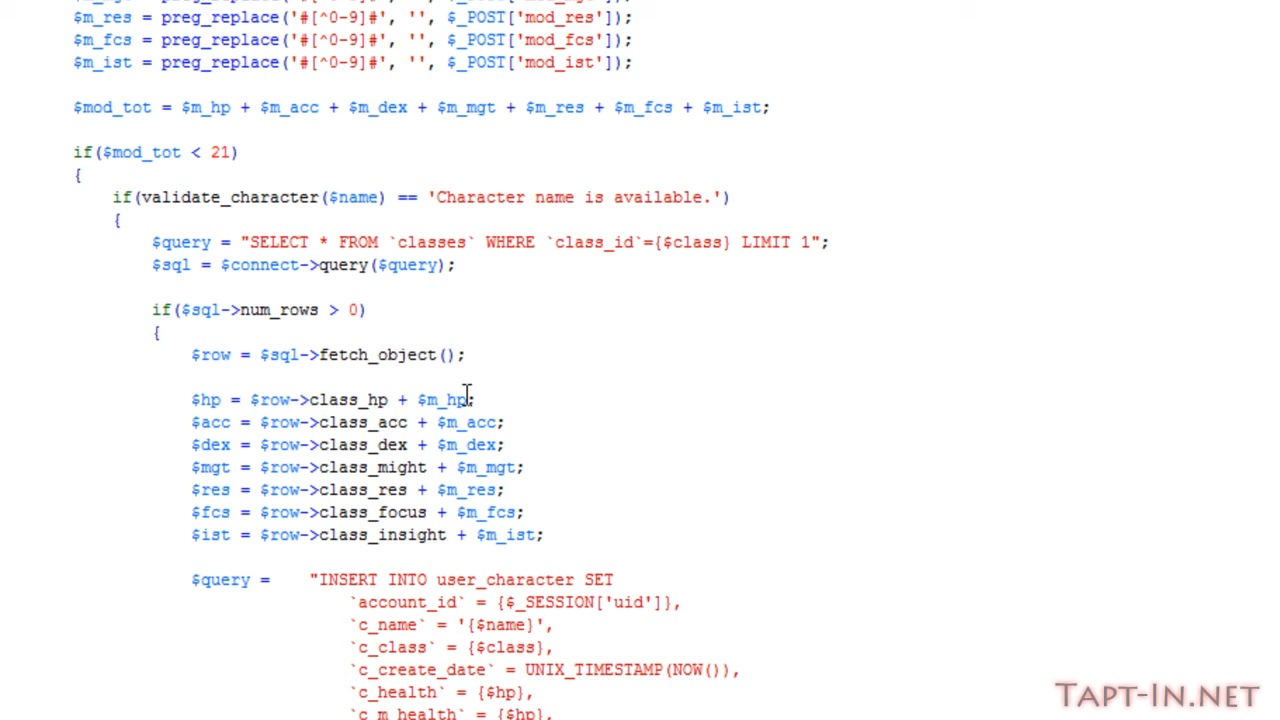 $m_res = preg_replace('#[^0-9]#', '', $_POST['mod_res']);
$m_fcs = preg_replace('#[^0-9]#', '', $_POST['mod_fcs']);
$m_ist = preg_replace('#[^0-9]#', '', $_POST['mod_ist']);
$mod_tot = $m_hp + $m_acc + $m_dex + $m_mgt + $m_res + $m_fcs + $m_ist;
if($mod_tot < 21)
{
if(validate_character($name) == 'Character name is available.')
{
$query = "SELECT * FROM `classes` WHERE `class_id`={$class} LIMIT 1";
$sql = $connect->query($query);
if($sql->num_rows > 0)
{
$row = $sql->fetch_object();
$hp = $row->class_hp + $m_hp;
$acc = $row->class_acc + $m_acc;
$dex = $row->class_dex + $m_dex;
$mgt = $row->class_might + $m_mgt;
$res = $row->class_res + $m_res;
$fcs = $row->class_focus + $m_fcs;
$ist = $row->class_insight + $m_ist;
$query = "INSERT INTO user_character SET
`account_id` = {$_SESSION['uid']},
`c_name` = '{$name}',
`c_class` = {$class},
`c_create_date` = UNIX_TIMESTAMP(NOW()),
`c_health` = {$hp},
`c_m_health` = {$hp},
TAPT-IN.NET